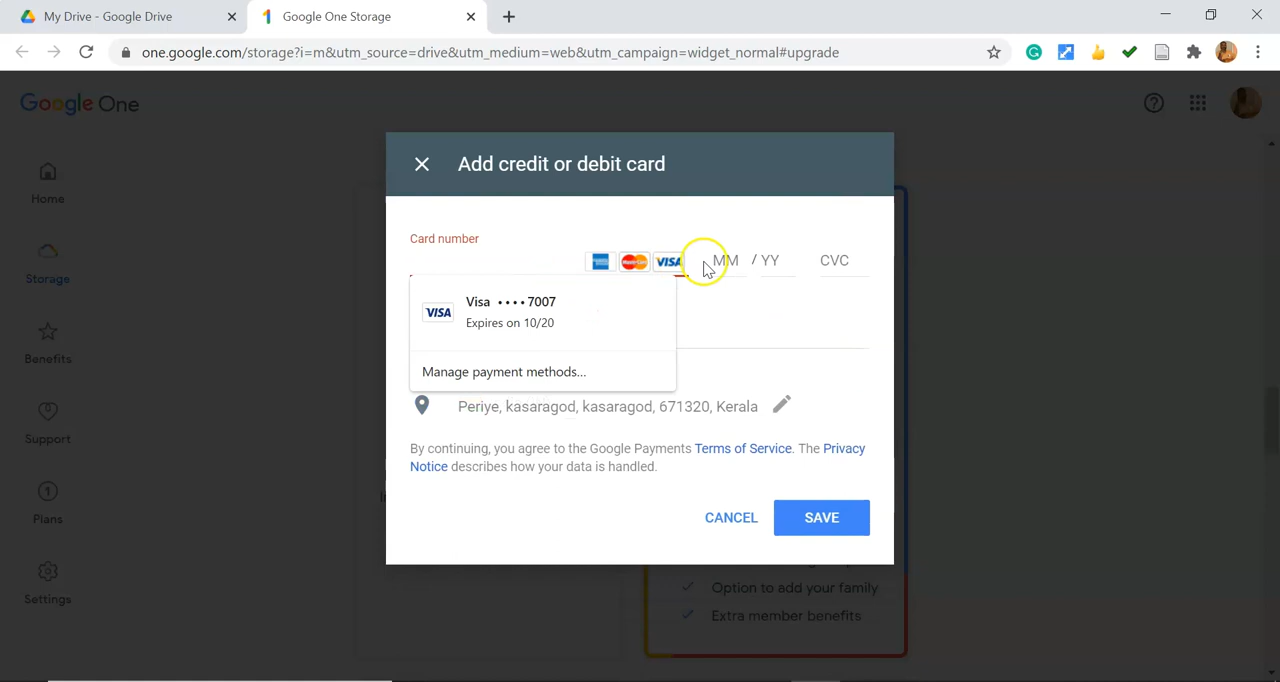 My Drive - Google Drive
Google One Storage
one.google.com/storage?i=m&utm_source=drive&utm_medium=web&utm_campaign=widget_normal#upgrade
Google One
Home
Storage
Benefits
Support
Plans
Settings
Add credit or debit card
Card number
VISA
MM / YY
CVC
VISA
Visa •••• 7007
Expires on 10/20
Manage payment methods...
Periye, kasaragod, kasaragod, 671320, Kerala
By continuing, you agree to the Google Payments Terms of Service. The Privacy
Notice describes how your data is handled.
CANCEL
SAVE
Option to add your family
Extra member benefits